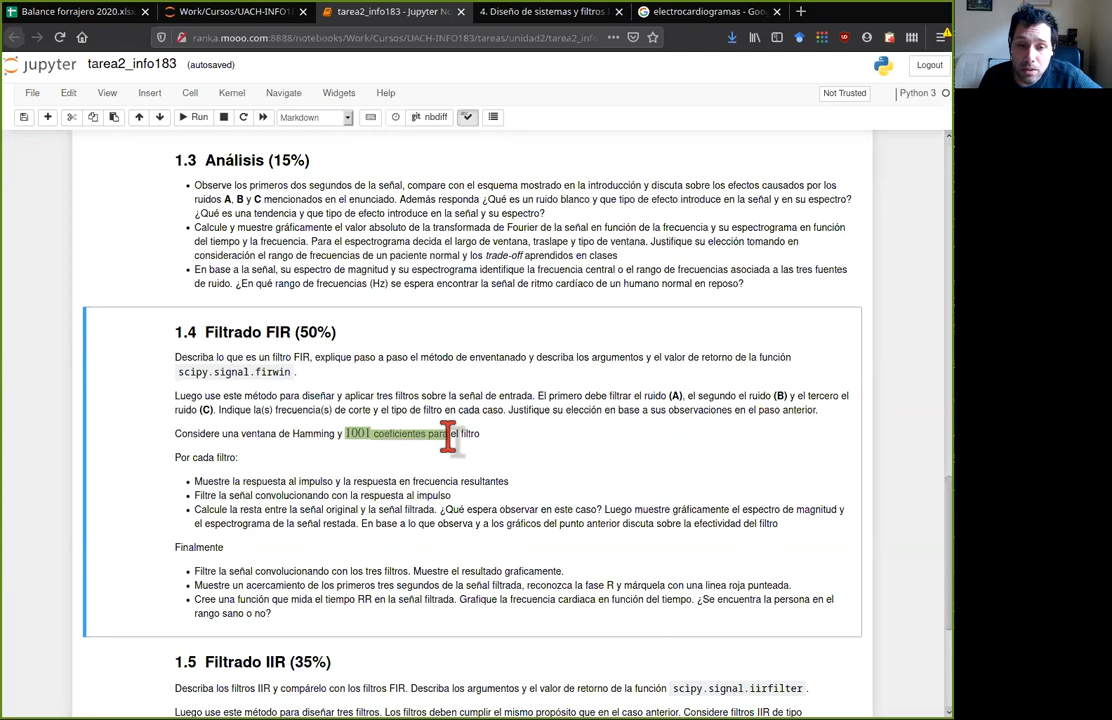 Balance forrajero 2020.xlsx
Work/Cursos/UACH-INFO1
tarea2_info183 - Jupyter No
4. Diseño de sistemas y filtros
electrocardiogramas - Goo
ranka.mooo.com:8888/notebooks/Work/Cursos/UACH-INFO183/tareas/unidad2/tarea2_inf
jupyter tarea2_info183 (autosaved)
Logout
File Edit View Insert Cell Kernel Navigate Widgets Help
Not Trusted
Python 3
Run
Markdown
nbdiff
1.3 Análisis (15%)
• Observe los primeros dos segundos de la señal, compare con el esquema mostrado en la introducción y discuta sobre los efectos causados por los
ruidos A, B y C mencionados en el enunciado. Además responda ¿Qué es un ruido blanco y que tipo de efecto introduce en la señal y en su espectro?
¿Qué es una tendencia y que tipo de efecto introduce en la señal y su espectro?
• Calcule y muestre gráficamente el valor absoluto de la transformada de Fourier de la señal en función de la frecuencia y su espectrograma en función
del tiempo y la frecuencia. Para el espectrograma decida el largo de ventana, traslape y tipo de ventana. Justifique su elección tomando en
consideración el rango de frecuencias de un paciente normal y los trade-off aprendidos en clases
• En base a la señal, su espectro de magnitud y su espectrograma identifique la frecuencia central o el rango de frecuencias asociada a las tres fuentes
de ruido. ¿En qué rango de frecuencias (Hz) se espera encontrar la señal de ritmo cardíaco de un humano normal en reposo?
1.4 Filtrado FIR (50%)
Describa lo que es un filtro FIR, explique paso a paso el método de enventanado y describa los argumentos y el valor de retorno de la función
scipy.signal.firwin .
Luego use este método para diseñar y aplicar tres filtros sobre la señal de entrada. El primero debe filtrar el ruido (A), el segundo el ruido (B) y el tercero el
ruido (C). Indique la(s) frecuencia(s) de corte y el tipo de filtro en cada caso. Justifique su elección en base a sus observaciones en el paso anterior.
Considere una ventana de Hamming y 1001 coeficientes para el filtro
Por cada filtro:
• Muestre la respuesta al impulso y la respuesta en frecuencia resultantes
• Filtre la señal convolucionando con la respuesta al impulso
• Calcule la resta entre la señal original y la señal filtrada. ¿Qué espera observar en este caso? Luego muestre gráficamente el espectro de magnitud y
el espectrograma de la señal restada. En base a lo que observa y a los gráficos del punto anterior discuta sobre la efectividad del filtro
Finalmente
• Filtre la señal convolucionando con los tres filtros. Muestre el resultado graficamente.
• Muestre un acercamiento de los primeros tres segundos de la señal filtrada, reconozca la fase R y márquela con una linea roja punteada.
• Cree una función que mida el tiempo RR en la señal filtrada. Grafique la frecuencia cardiaca en función del tiempo. ¿Se encuentra la persona en el
rango sano o no?
1.5 Filtrado IIR (35%)
Describa los filtros IIR y compárelo con los filtros FIR. Describa los argumentos y el valor de retorno de la función scipy.signal.iirfilter .
Luego use este método para diseñar tres filtros. Los filtros deben cumplir el mismo propósito que en el caso anterior. Considere filtros IIR de tipo